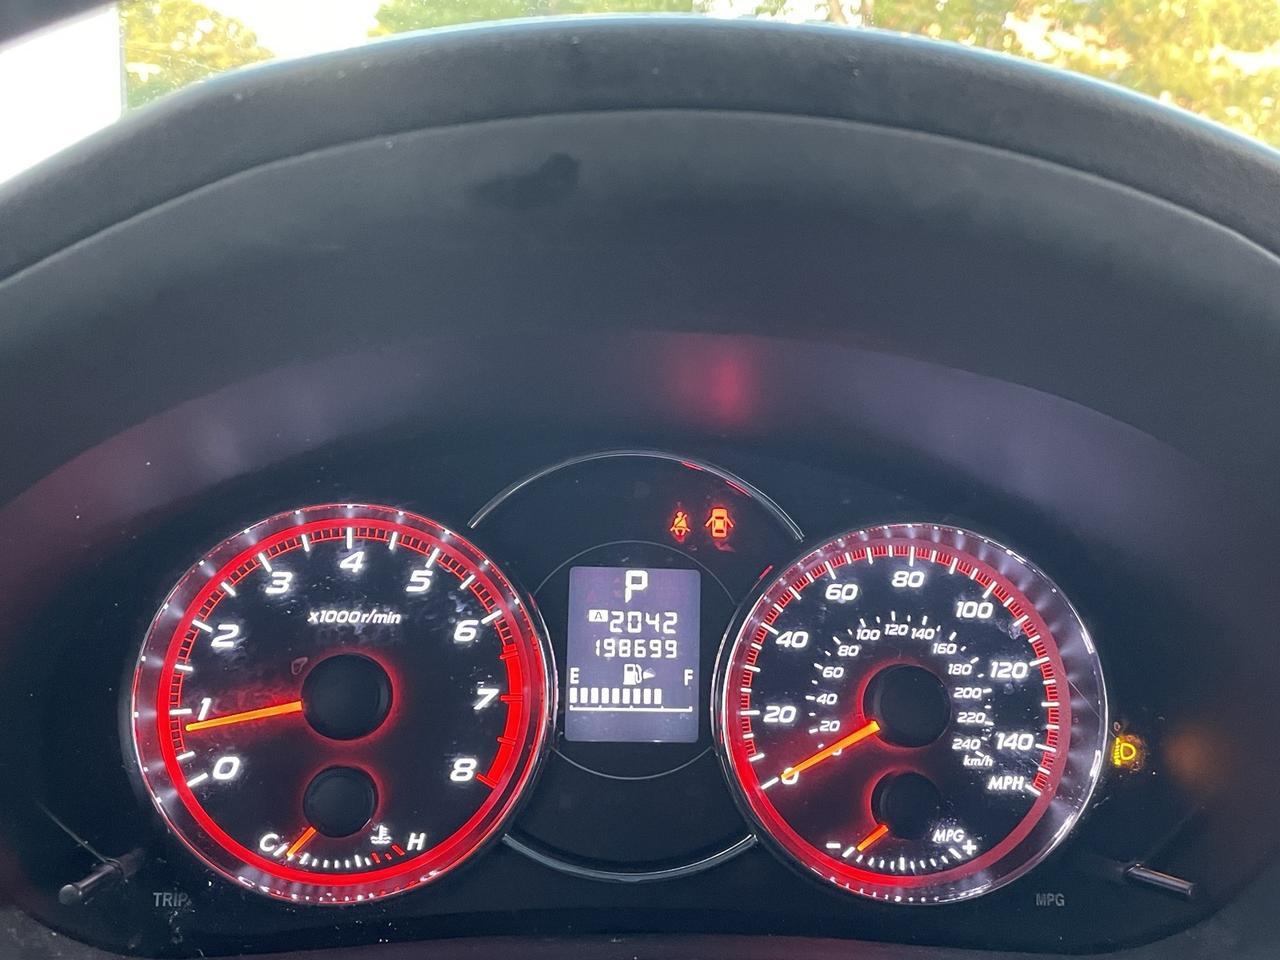 P
A 2042
198699
E F
x1000r/min
0 1 2 3 4 5 6 7 8
C H
0 20 40 60 80 100 120 140
MPH
20 40 60 80 100 120 140 160 180 200 220 240
km/h
MPG
- +
TRIP
MPG